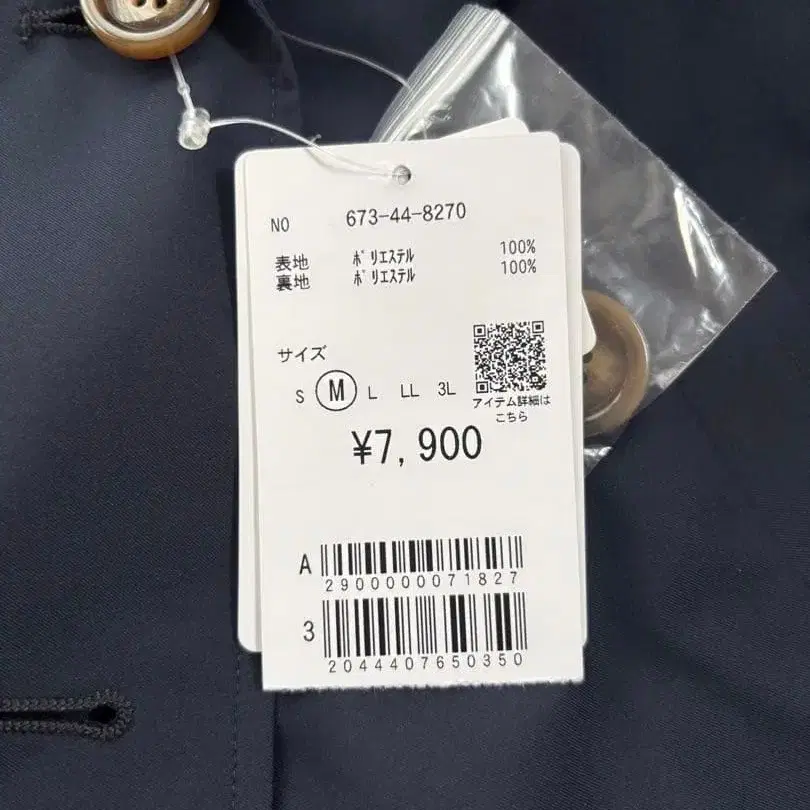 NO 673-44-8270
表地 ﾎﾟﾘｴｽﾃﾙ 100%
裏地 ﾎﾟﾘｴｽﾃﾙ 100%
サイズ
S M L LL 3L
アイテム詳細は
こちら
¥7,900
A
2900000071827
3
2044407650350